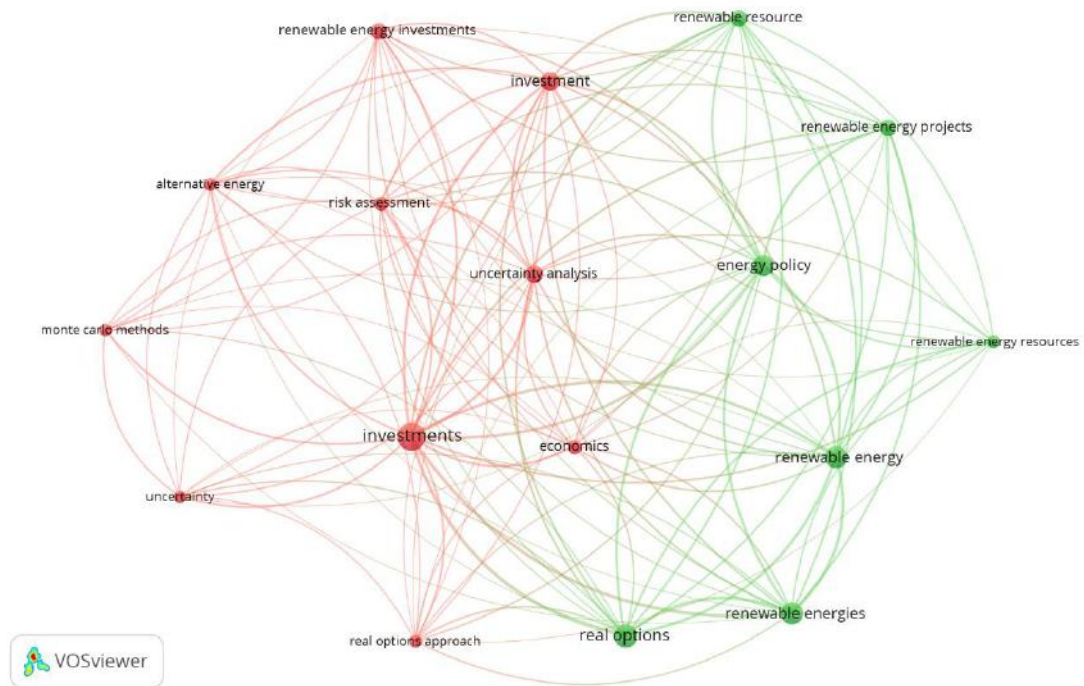 renewable resource
renewable energy investments
investment
renewable energy projects
alternative energy
risk assessment
energy policy
uncertainty analysis
monte carlo methods
renewable energy resources
investments
economics
renewable energy
uncertainty
renewable energies
real options
real options approach
VOSviewer